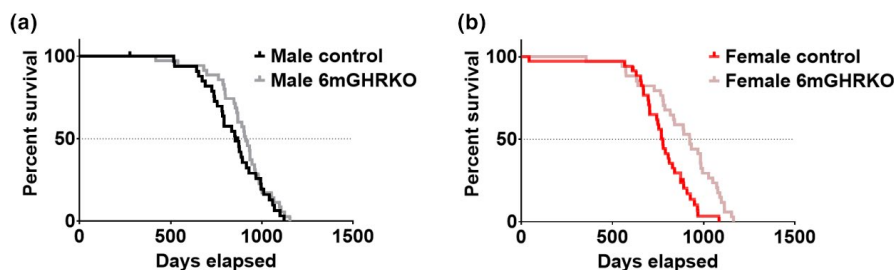 (a)
Percent survival
100
50
0
Male control
Male 6mGHRKO
0 500 1000 1500
Days elapsed
(b)
Percent survival
100
50
0
Female control
Female 6mGHRKO
0 500 1000 1500
Days elapsed